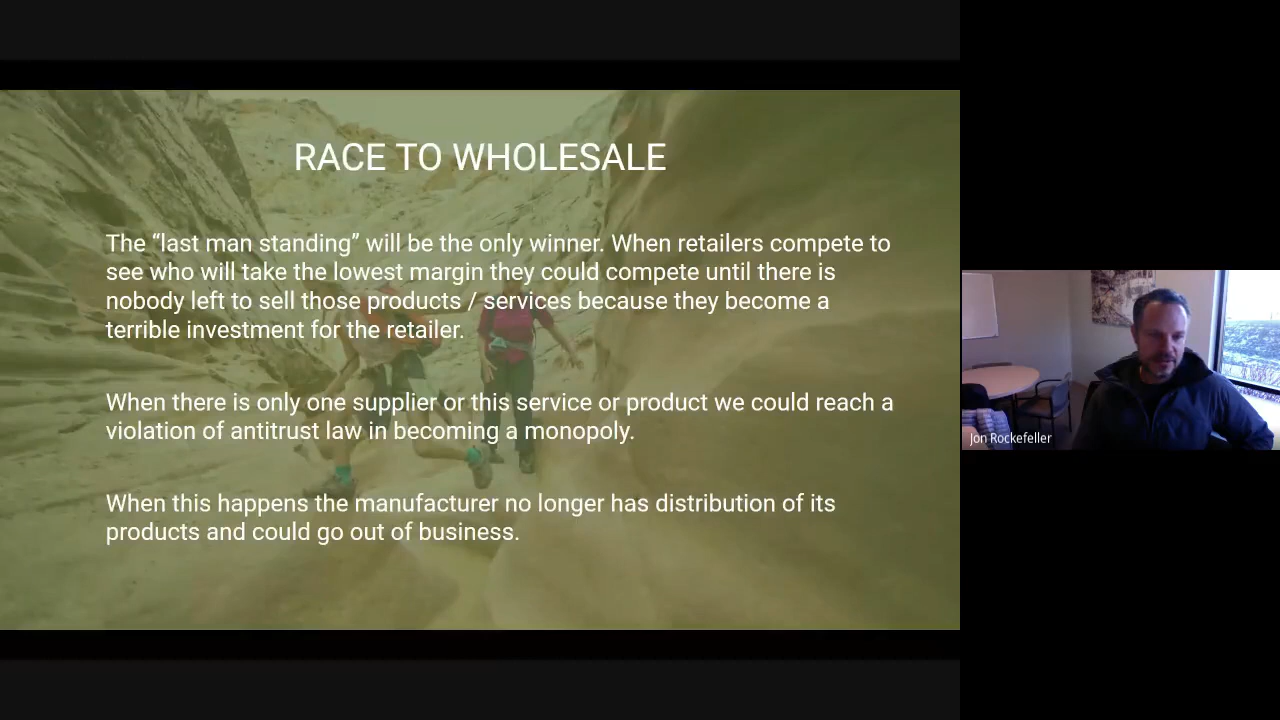 RACE TO WHOLESALE
The “last man standing” will be the only winner. When retailers compete to
see who will take the lowest margin they could compete until there is
nobody left to sell those products / services because they become a
terrible investment for the retailer.
When there is only one supplier or this service or product we could reach a
violation of antitrust law in becoming a monopoly.
When this happens the manufacturer no longer has distribution of its
products and could go out of business.
Jon Rockefeller